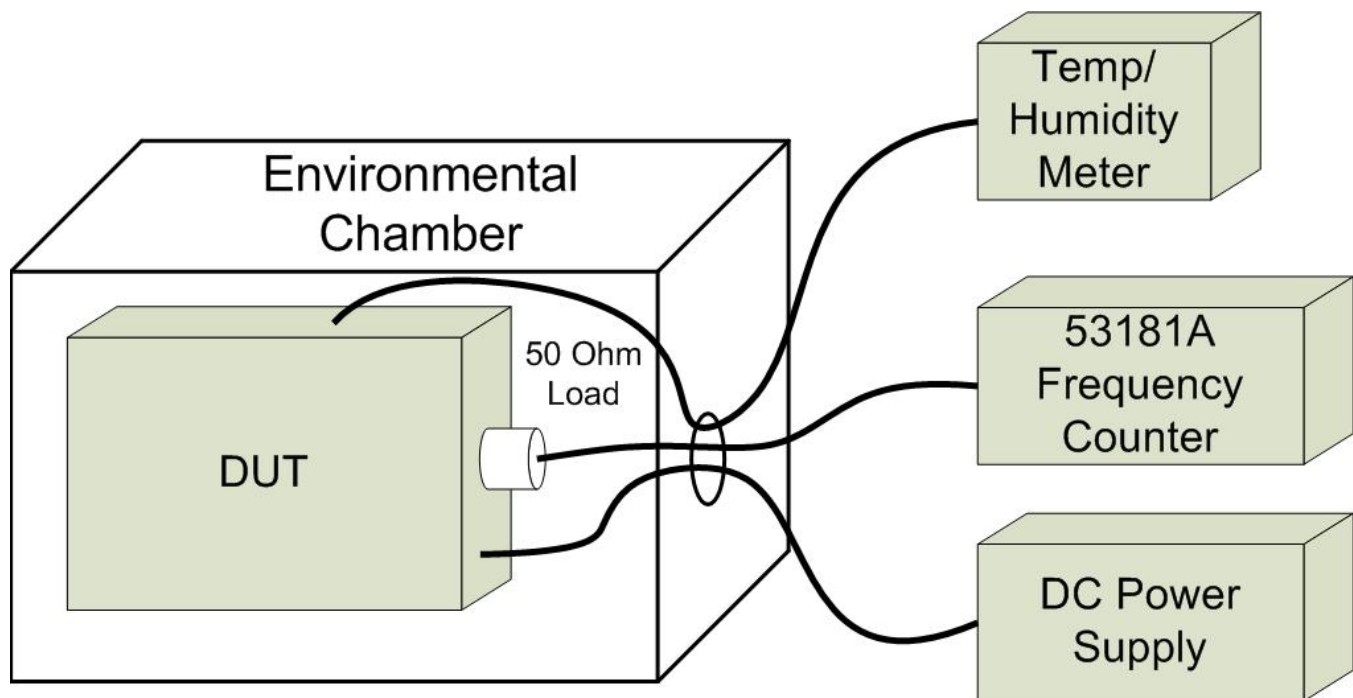 Environmental
Chamber
50 Ohm
Load
DUT
Temp/
Humidity
Meter
53181A
Frequency
Counter
DC Power
Supply